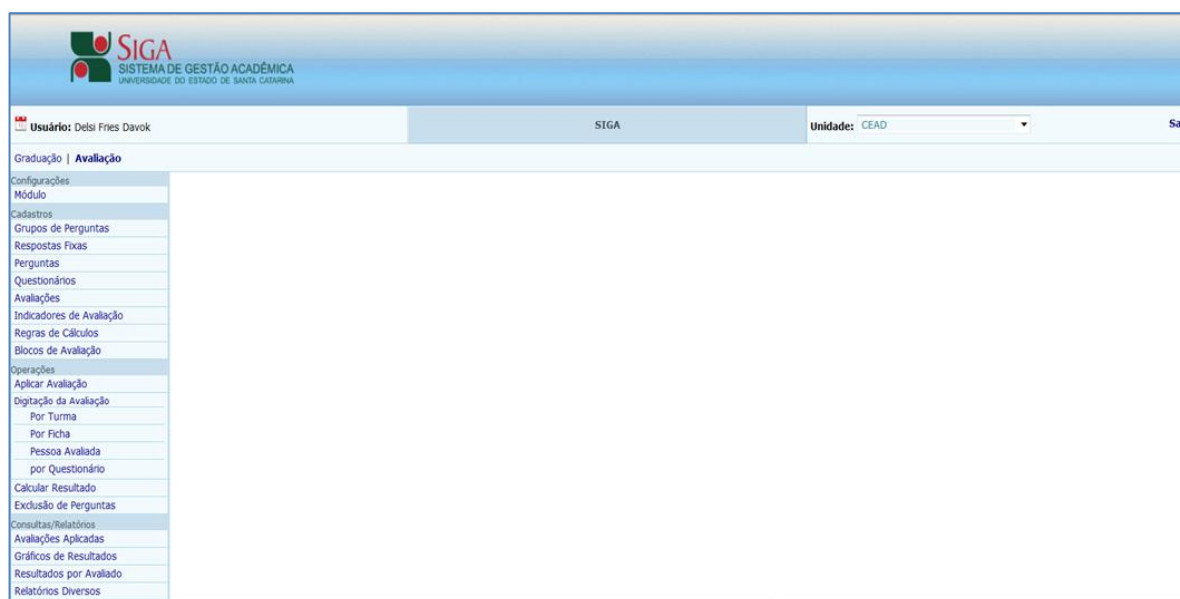 SIGA
SISTEMA DE GESTÃO ACADÊMICA
UNIVERSIDADE DO ESTADO DE SANTA CATARINA
Usuário: Delsi Fries Davok SIGA Unidade: CEAD Sa
Graduação | Avaliação
Configurações
Módulo
Cadastros
Grupos de Perguntas
Respostas Fixas
Perguntas
Questionários
Avaliações
Indicadores de Avaliação
Regras de Cálculos
Blocos de Avaliação
Operações
Aplicar Avaliação
Digitação da Avaliação
Por Turma
Por Ficha
Pessoa Avaliada
por Questionário
Calcular Resultado
Exclusão de Perguntas
Consultas/Relatórios
Avaliações Aplicadas
Gráficos de Resultados
Resultados por Avaliado
Relatórios Diversos